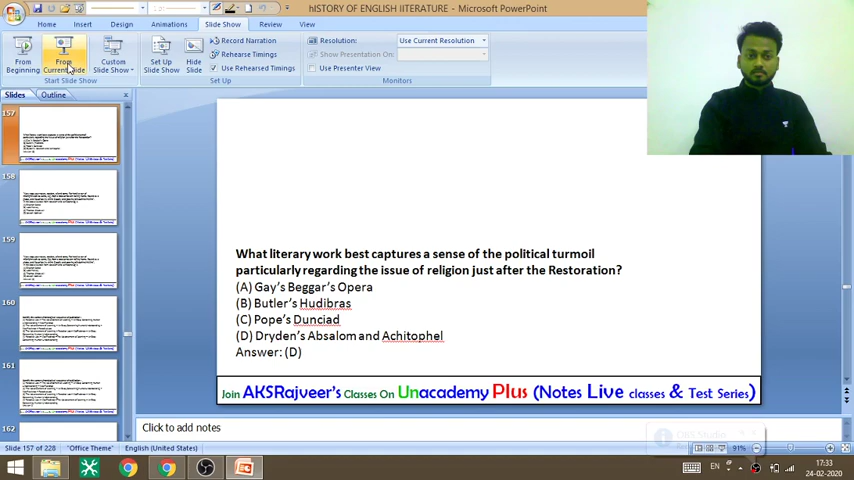 hISTORY OF ENGLISH lITERATURE - PowerPoint
Home Insert Design Animations Slide Show Review View
From Beginning
From Current Slide
Custom Slide Show
Start Slide Show
Set Up Slide Show
Hide Slide
Record Narration
Rehearse Timings
Use Rehearsed Timings
Set Up
Resolution: Use Current Resolution
Show Presentation On:
Use Presenter View
Monitors
Slides Outline
157
158
159
160
161
162
What literary work best captures a sense of the political turmoil
particularly regarding the issue of religion just after the Restoration?
(A) Gay's Beggar's Opera
(B) Butler's Hudibras
(C) Pope's Dunciad
(D) Dryden's Absalom and Achitophel
Answer: (D)
Join AKSRajveer's Classes On Unacademy Plus (Notes Live classes & Test Series)
Click to add notes
Slide 157 of 228 "Office Theme" English (United States) 91%
EN 17:33
24-02-2020